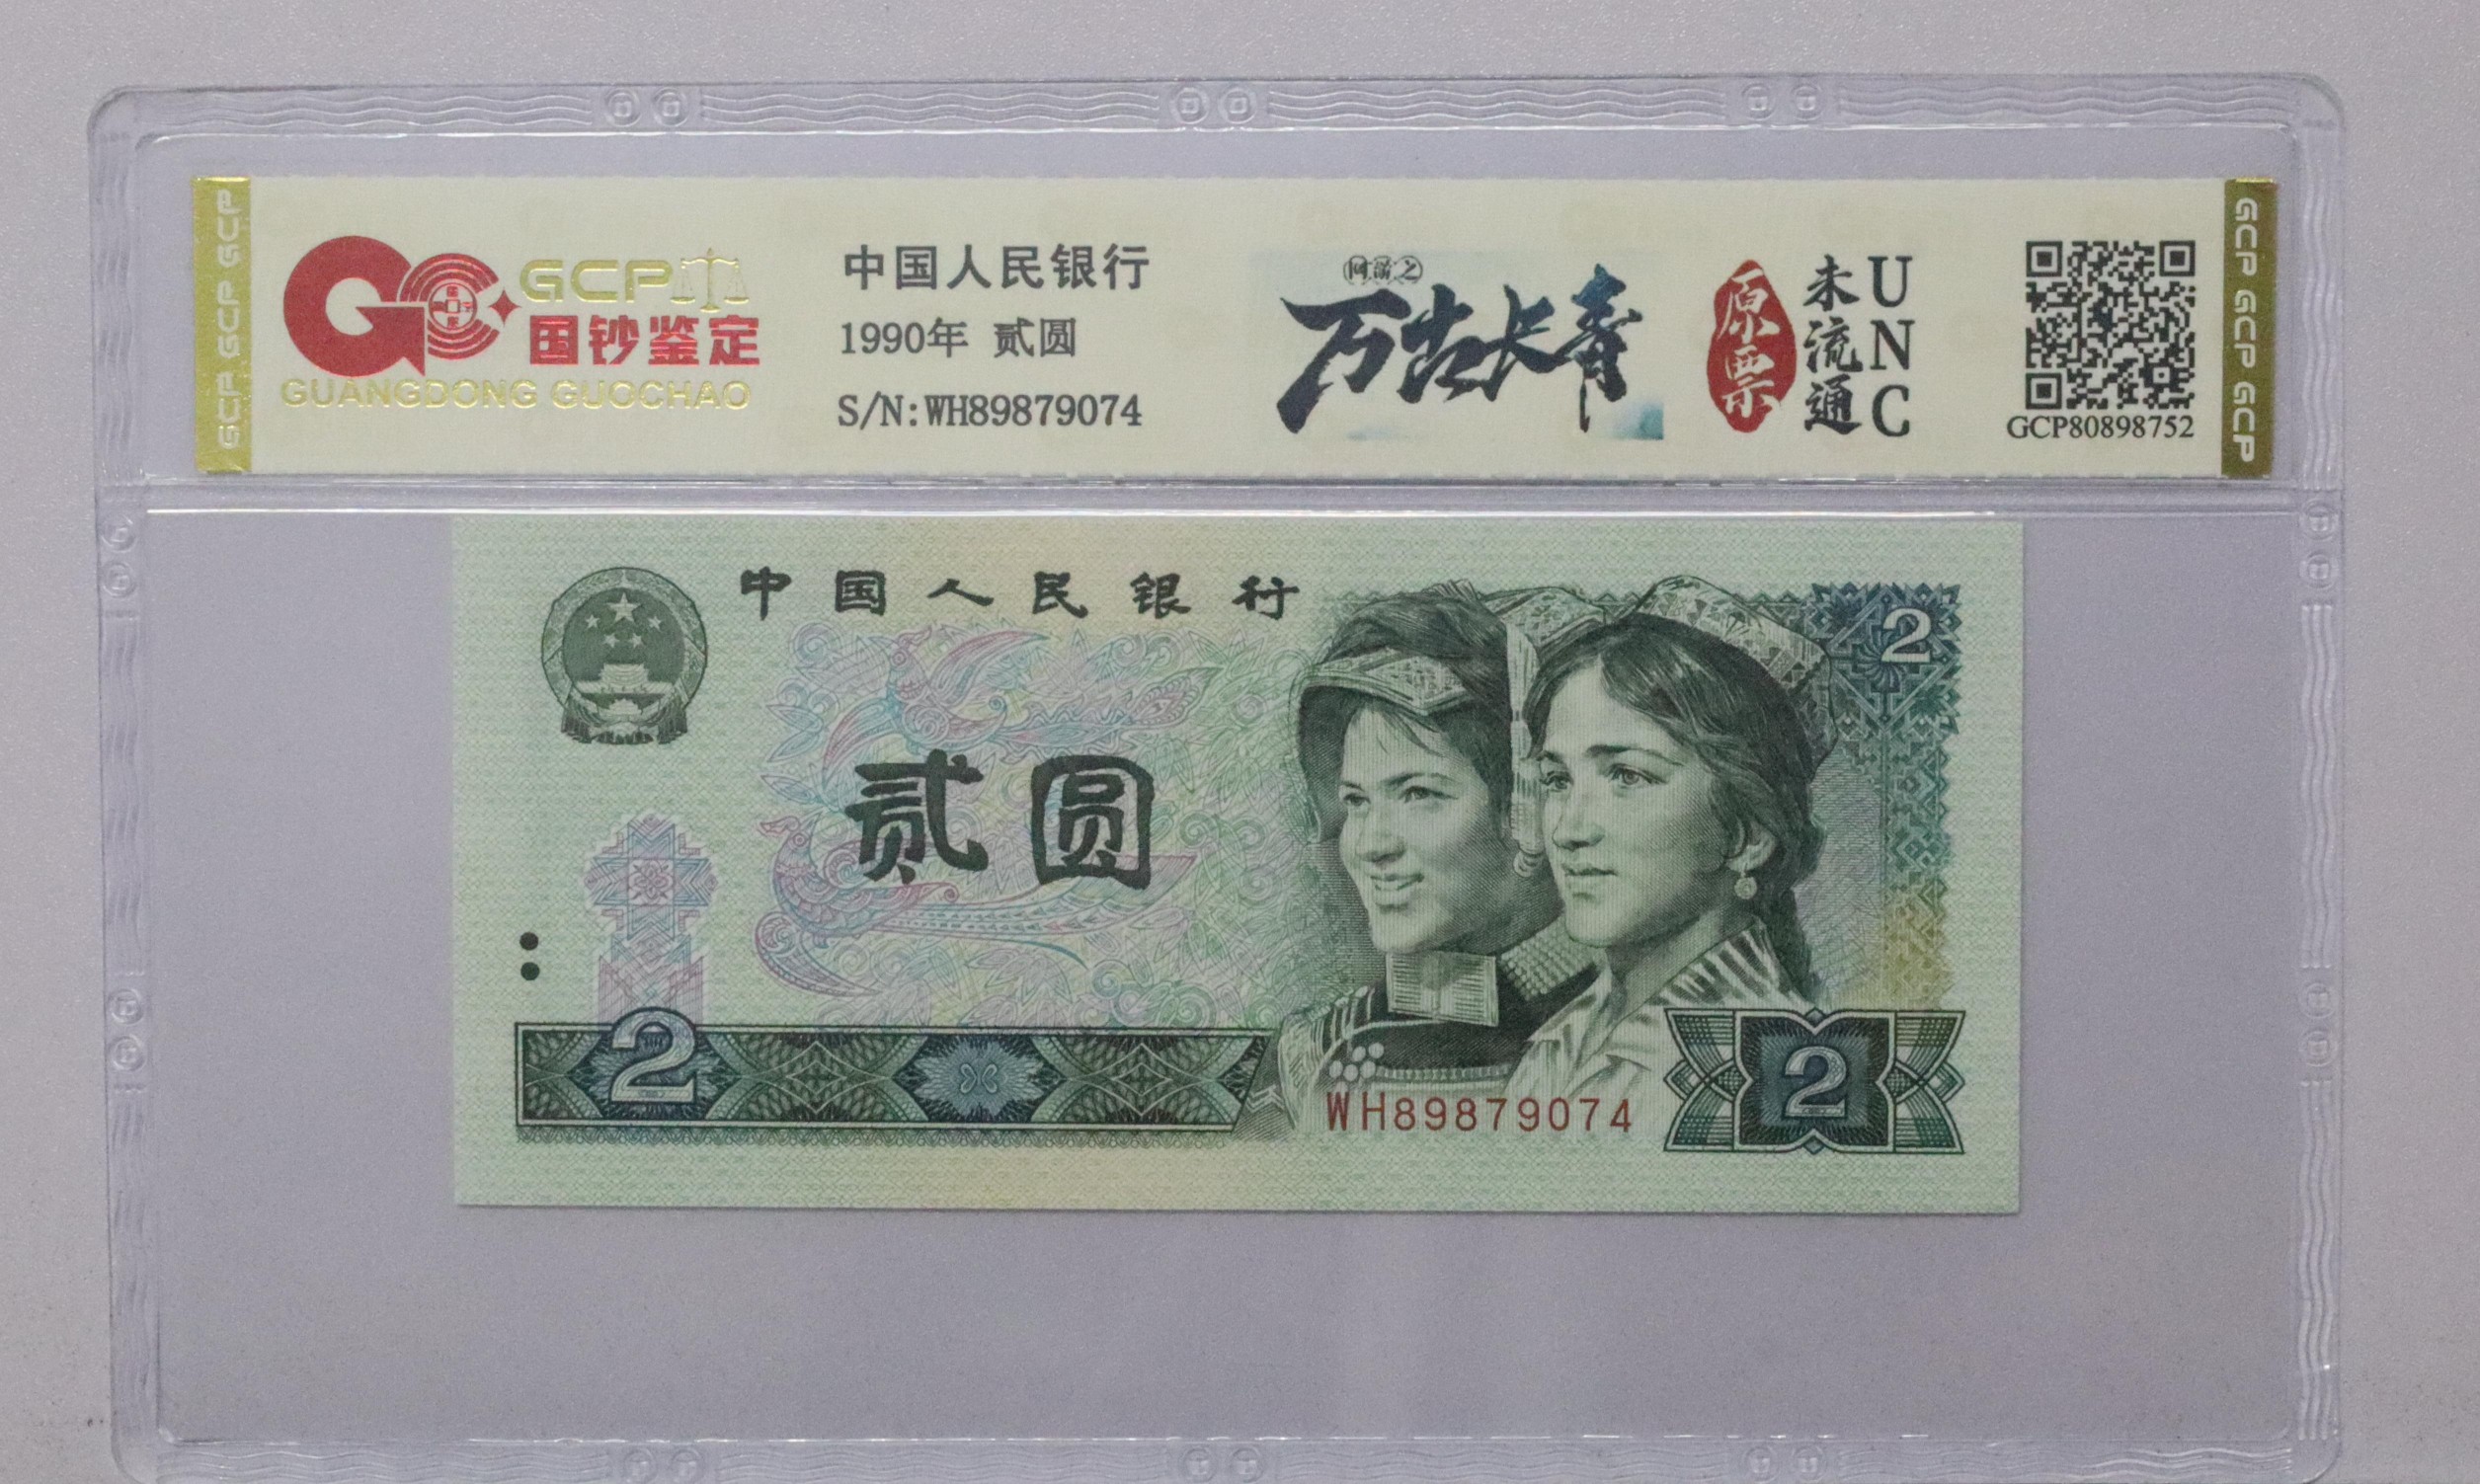 GCP GCP GCP
GCP
国钞鉴定
GUANGDONG GUOCHAO
中国人民银行
1990年 贰圆
S/N:WH89879074
万古长青
原票
未流通
UNC
GCP80898752
GCP GCP GCP
中国人民银行
2
贰圆
2
WH89879074
2